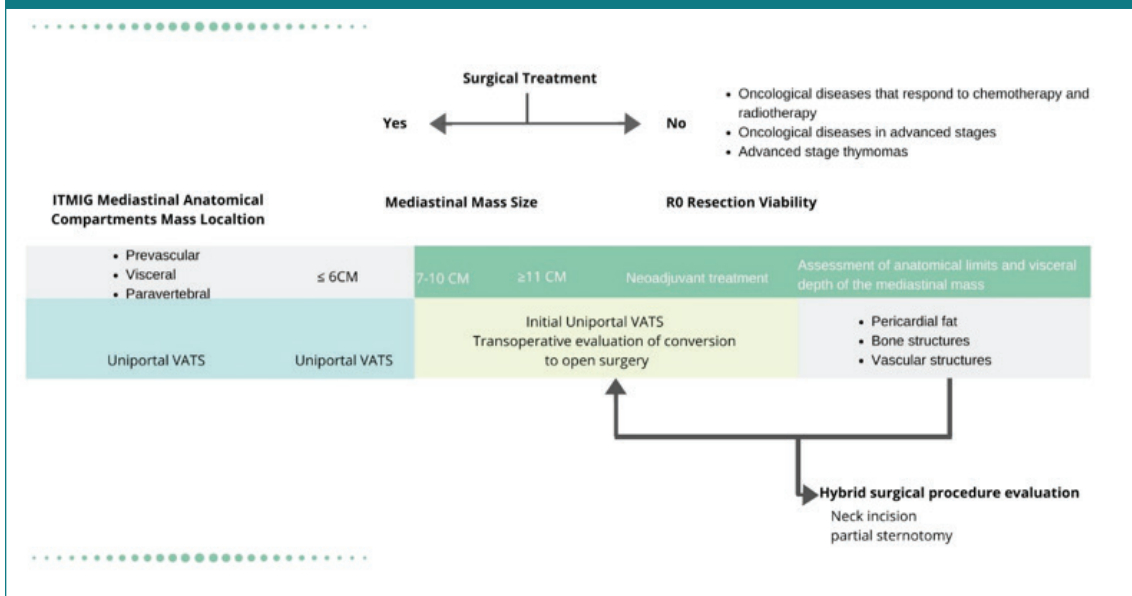 Surgical Treatment
Yes
No
• Oncological diseases that respond to chemotherapy and
radiotherapy
• Oncological diseases in advanced stages
• Advanced stage thymomas
ITMIG Mediastinal Anatomical
Compartments Mass Localtion
Mediastinal Mass Size
R0 Resection Viability
• Prevascular
• Visceral
• Paravertebral
≤ 6CM
7-10 CM
≥11 CM
Neoadjuvant treatment
Assessment of anatomical limits and visceral
depth of the mediastinal mass
Uniportal VATS
Uniportal VATS
Initial Uniportal VATS
Transoperative evaluation of conversion
to open surgery
• Pericardial fat
• Bone structures
• Vascular structures
Hybrid surgical procedure evaluation
Neck incision
partial sternotomy